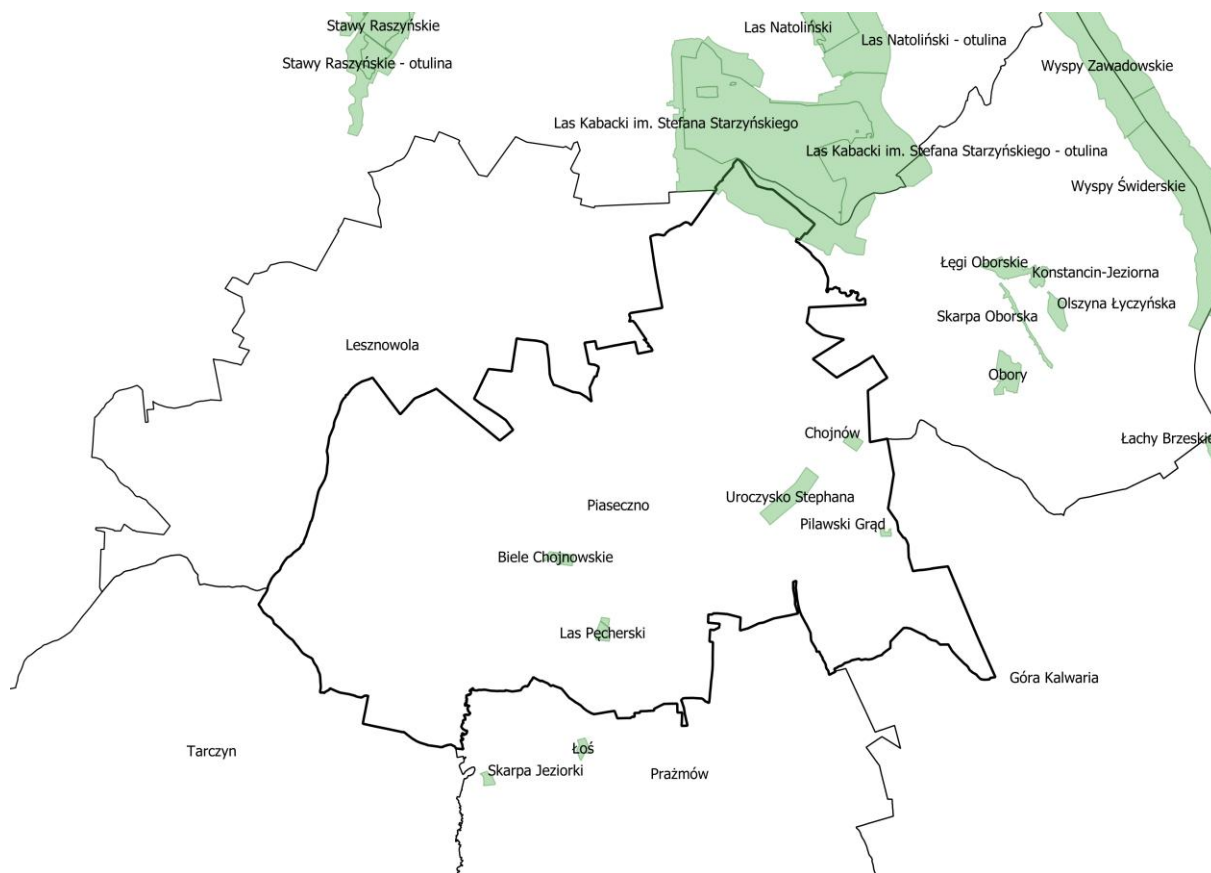 Stawy Raszyńskie
Las Natoliński
Las Natoliński - otulina
Stawy Raszyńskie - otulina
Wyspy Zawadowskie
Las Kabacki im. Stefana Starzyńskiego
Las Kabacki im. Stefana Starzyńskiego - otulina
Wyspy Świderskie
Łęgi Oborskie
Konstancin-Jeziorna
Olszyna Łyczyńska
Skarpa Oborska
Lesznowola
Obory
Chojnów
Łachy Brzeskie
Uroczysko Stephana
Piaseczno
Pilawski Grąd
Biele Chojnowskie
Las Pęcherski
Góra Kalwaria
Łoś
Tarczyn
Skarpa Jeziorki
Prażmów